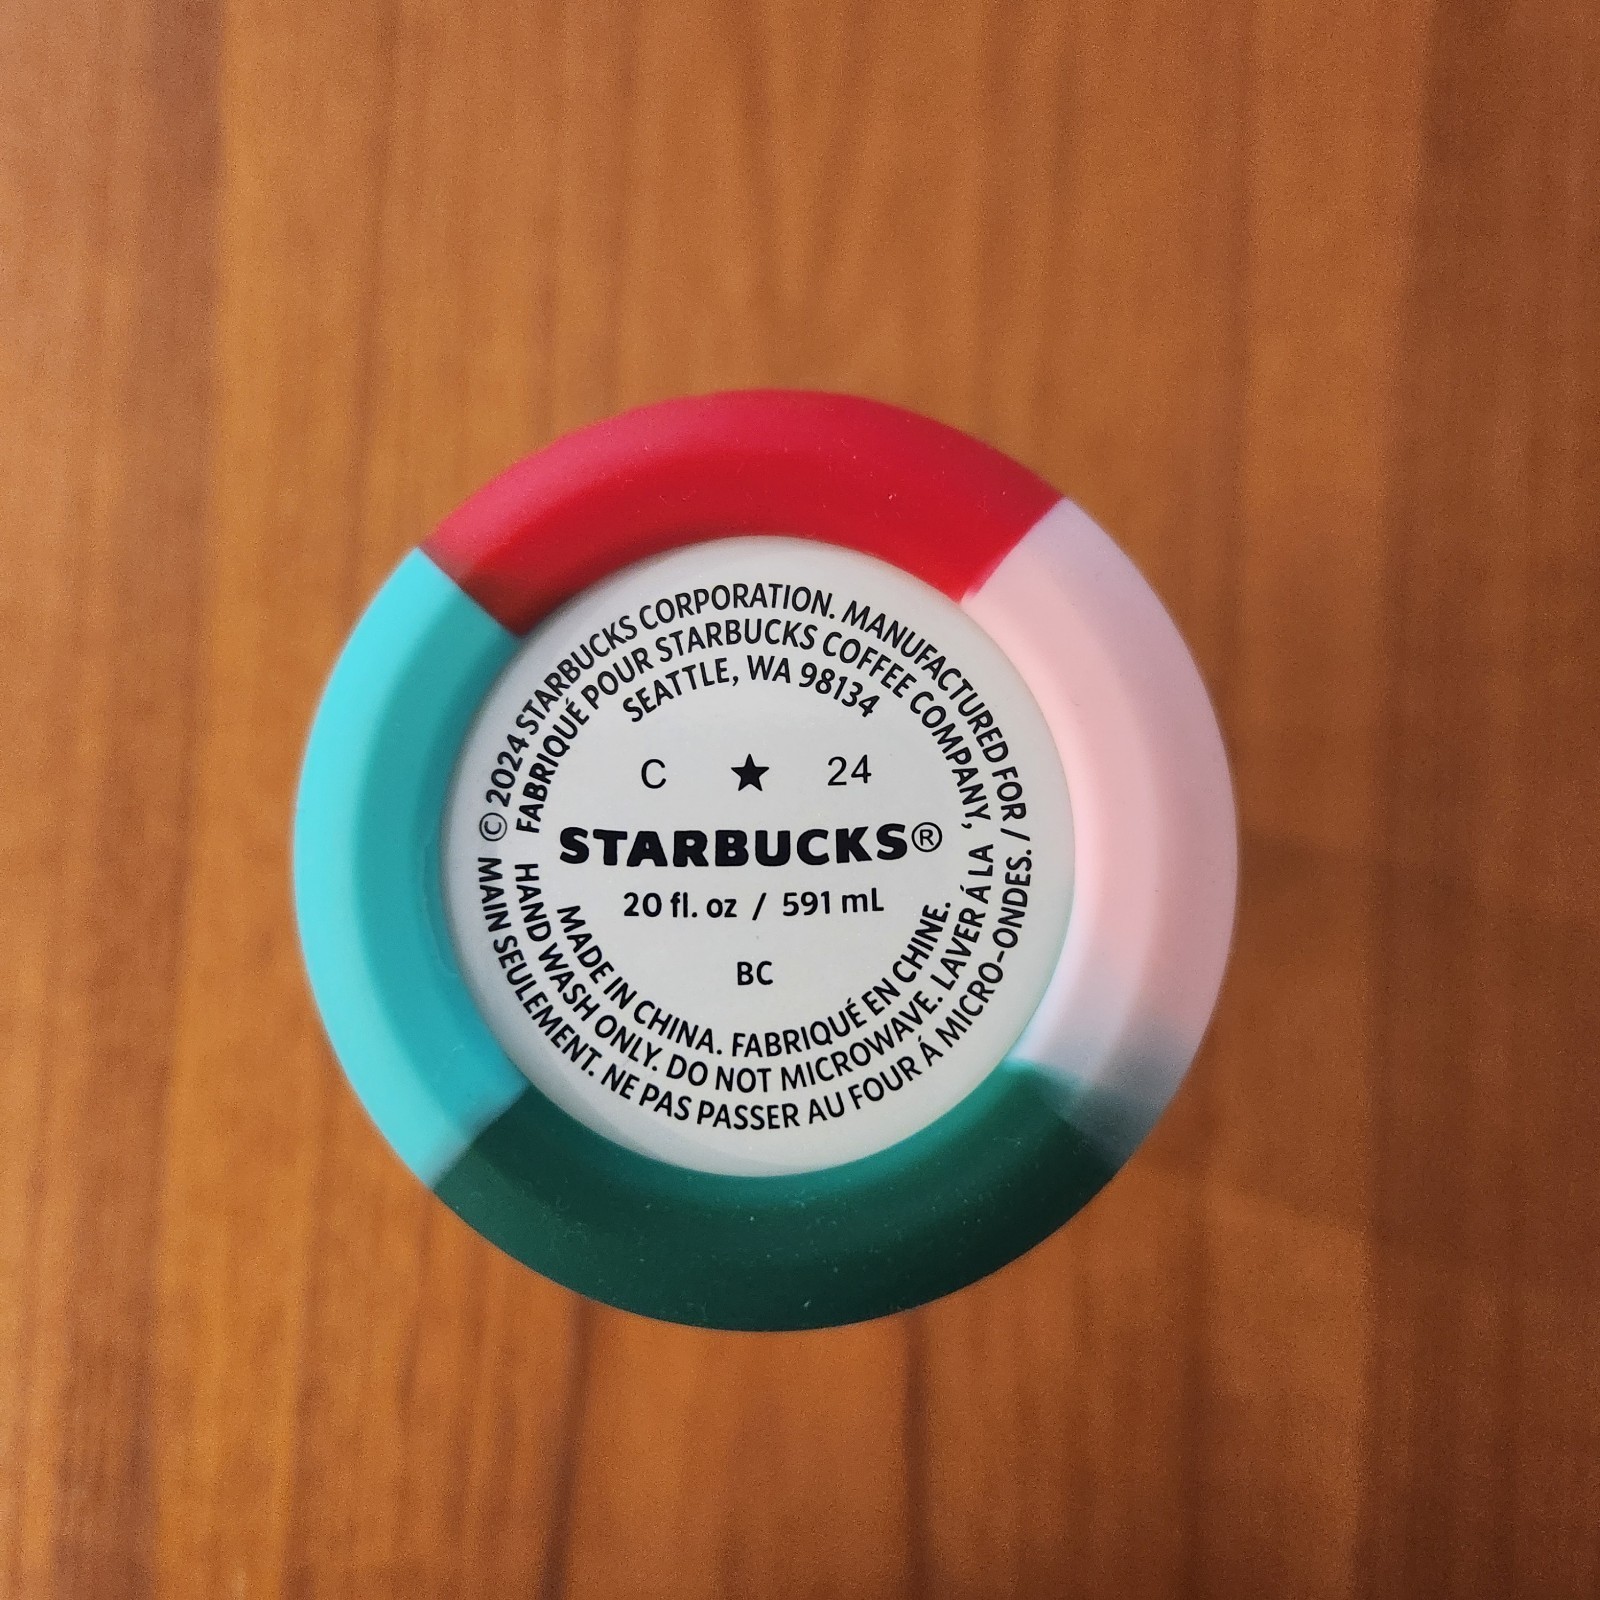 © 2024 STARBUCKS CORPORATION. MANUFACTURED FOR /
FABRIQUÉ POUR STARBUCKS COFFEE COMPANY,
SEATTLE, WA 98134
C ★ 24
STARBUCKS®
20 fl. oz / 591 mL
BC
MADE IN CHINA. FABRIQUÉ EN CHINE.
HAND WASH ONLY. DO NOT MICROWAVE. LAVER Á LA
MAIN SEULEMENT. NE PAS PASSER AU FOUR Á MICRO-ONDES.